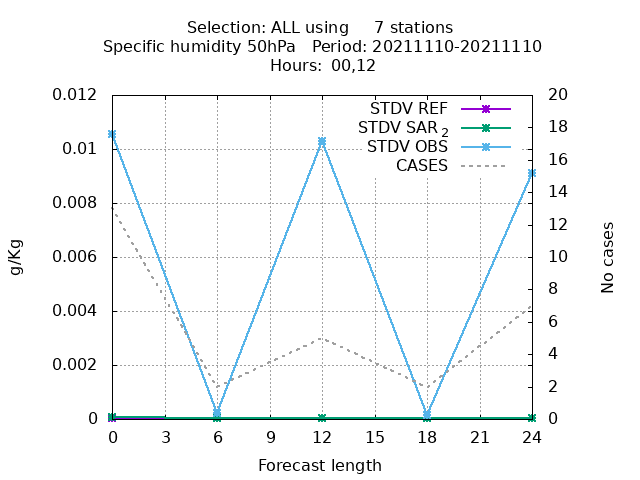 Selection: ALL using     7 stations
Specific humidity 50hPa   Period: 20211110-20211110
Hours: 00,12
STDV REF
STDV SAR 2
STDV OBS
CASES
0.012
0.01
0.008
0.006
0.004
0.002
0
g/Kg
20
18
16
14
12
10
8
6
4
2
0
No cases
0 3 6 9 12 15 18 21 24
Forecast length